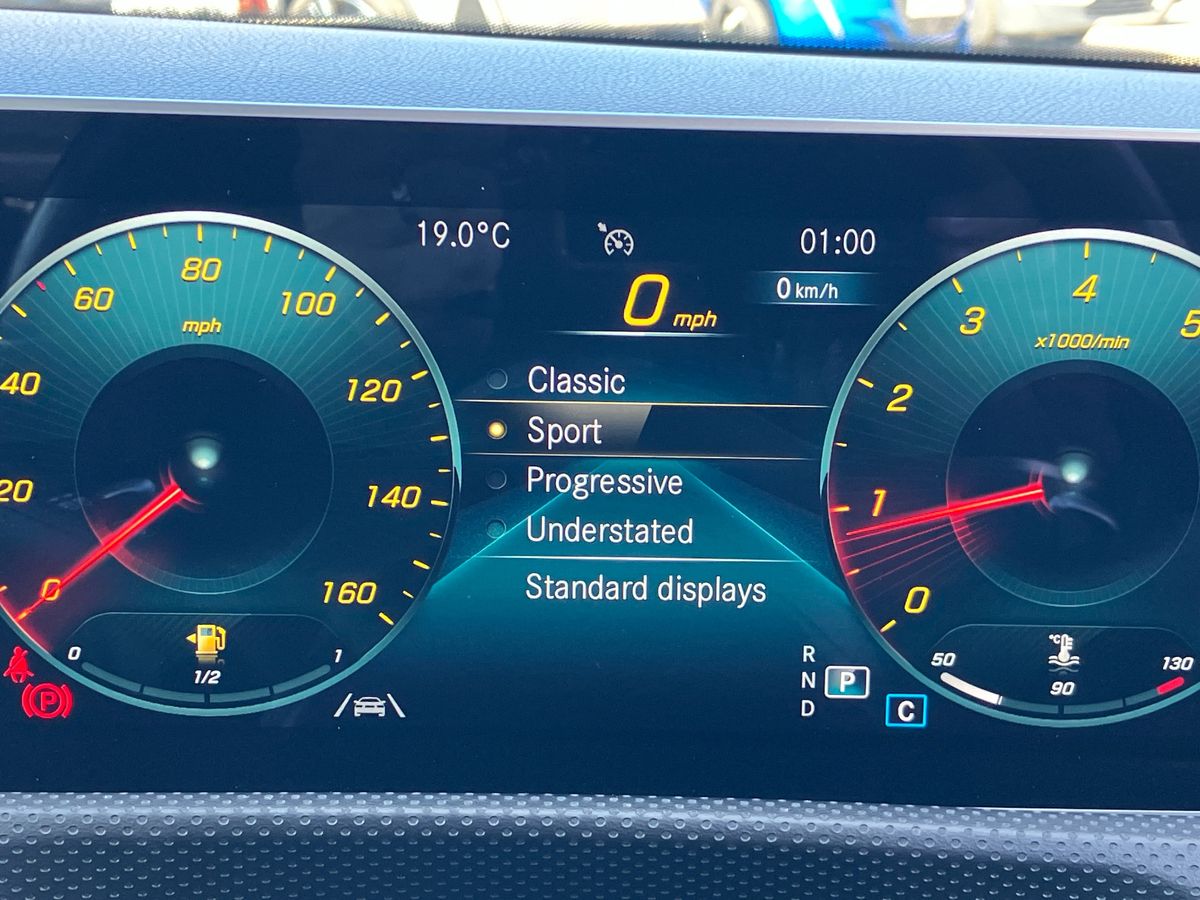 19.0°C
01:00
0 mph
0 km/h
Classic
Sport
Progressive
Understated
Standard displays
0
20
40
60
80
100
120
140
160
mph
0
1/2
1
P
0
1
2
3
4
5
x1000/min
R
N
D
P
C
°C
50
90
130